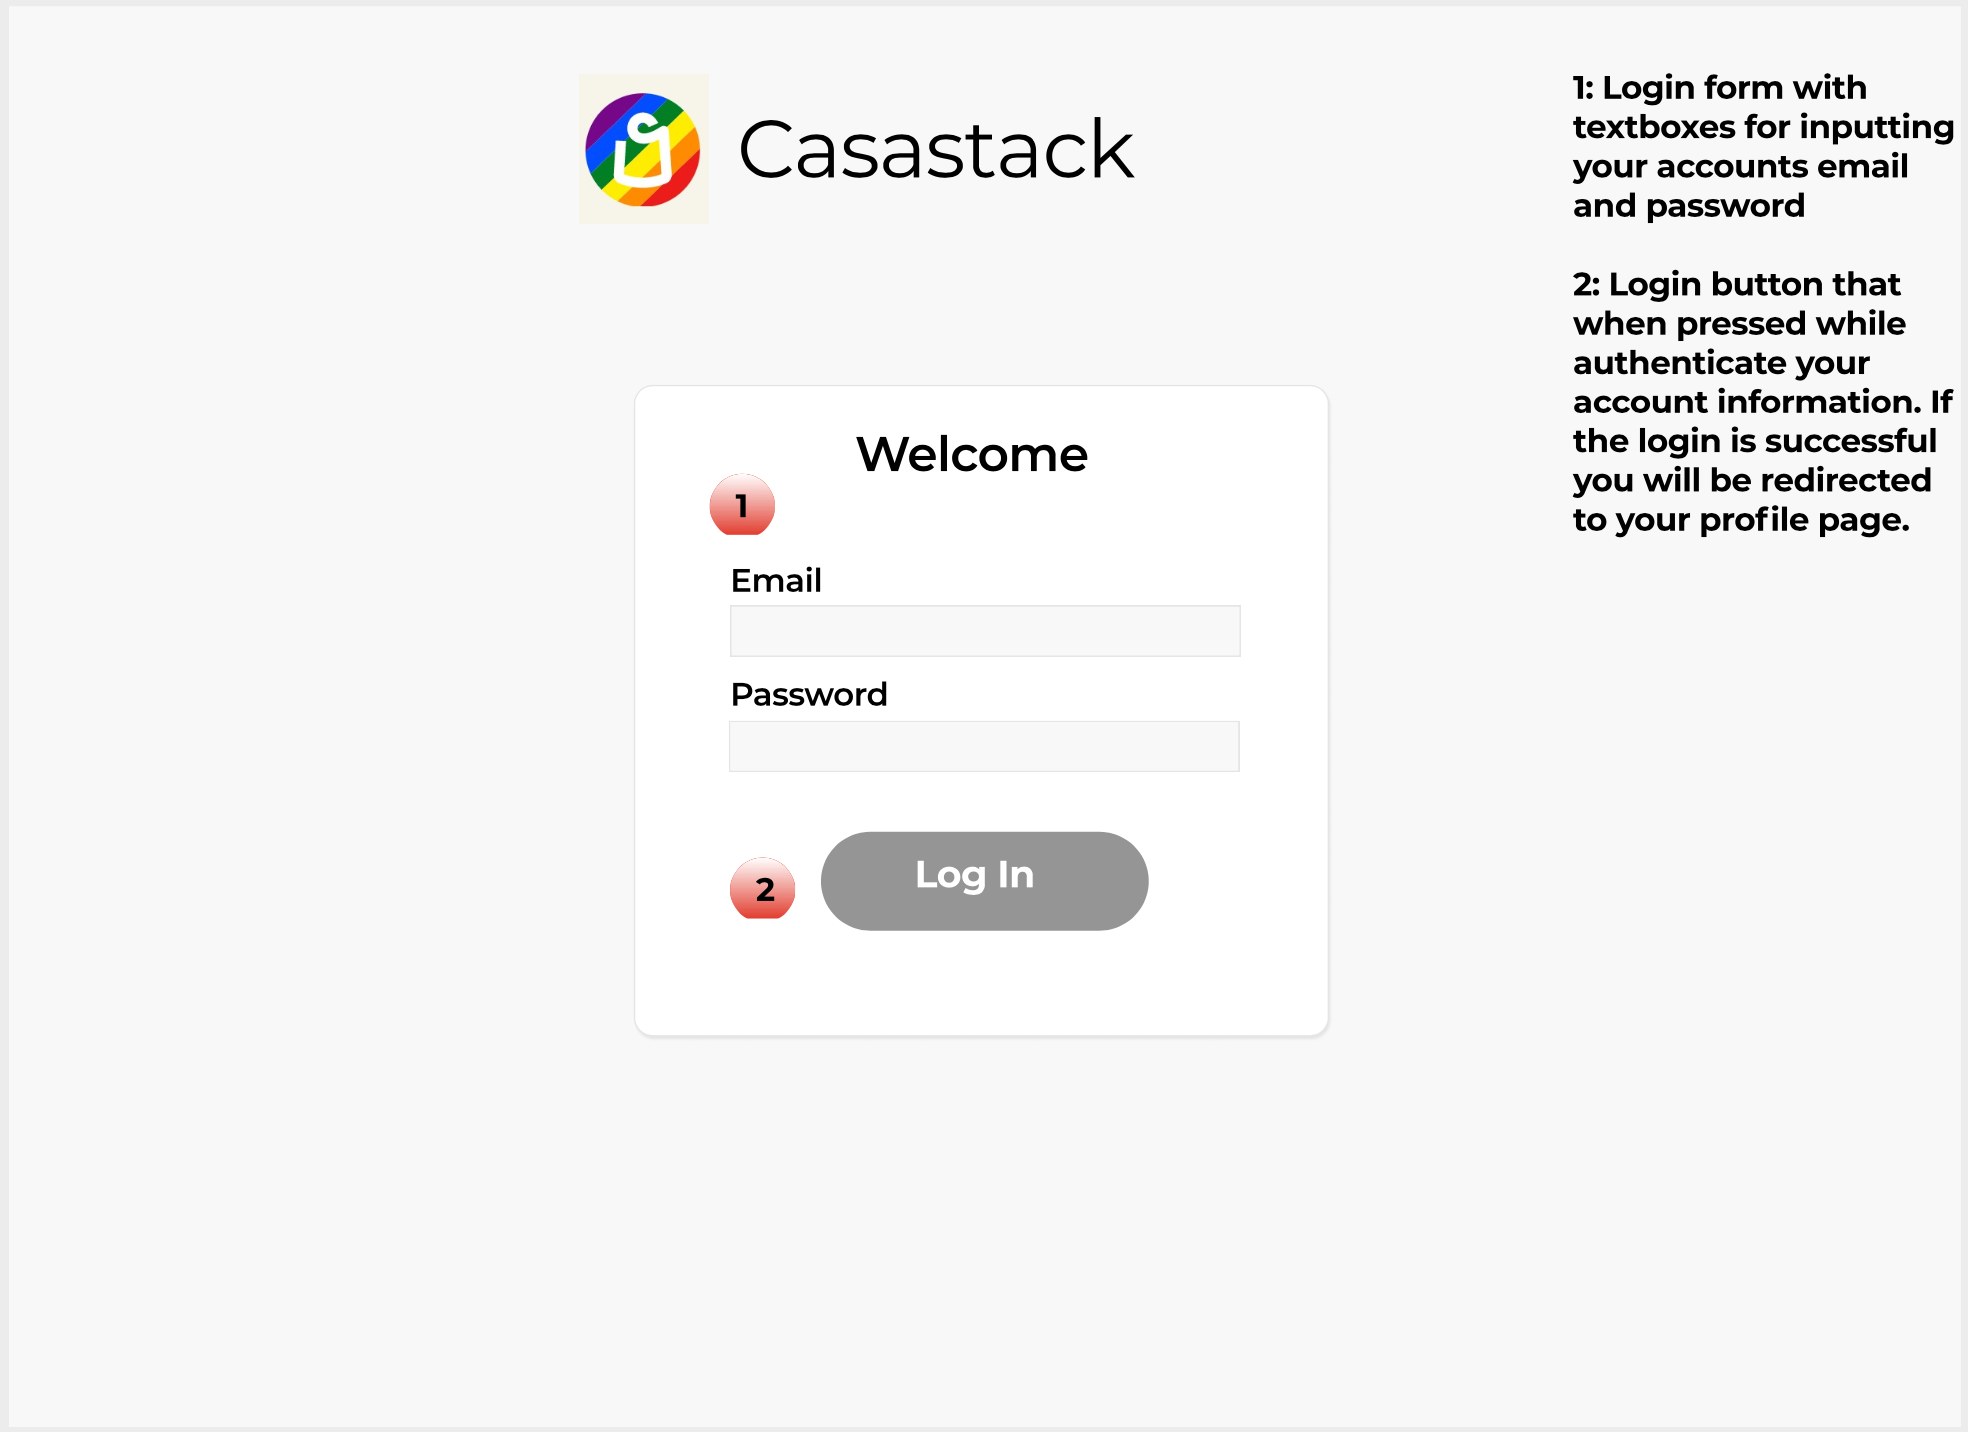 Casastack
Welcome
1
Email
Password
2
Log In
1: Login form with
textboxes for inputting
your accounts email
and password
2: Login button that
when pressed while
authenticate your
account information. If
the login is successful
you will be redirected
to your profile page.